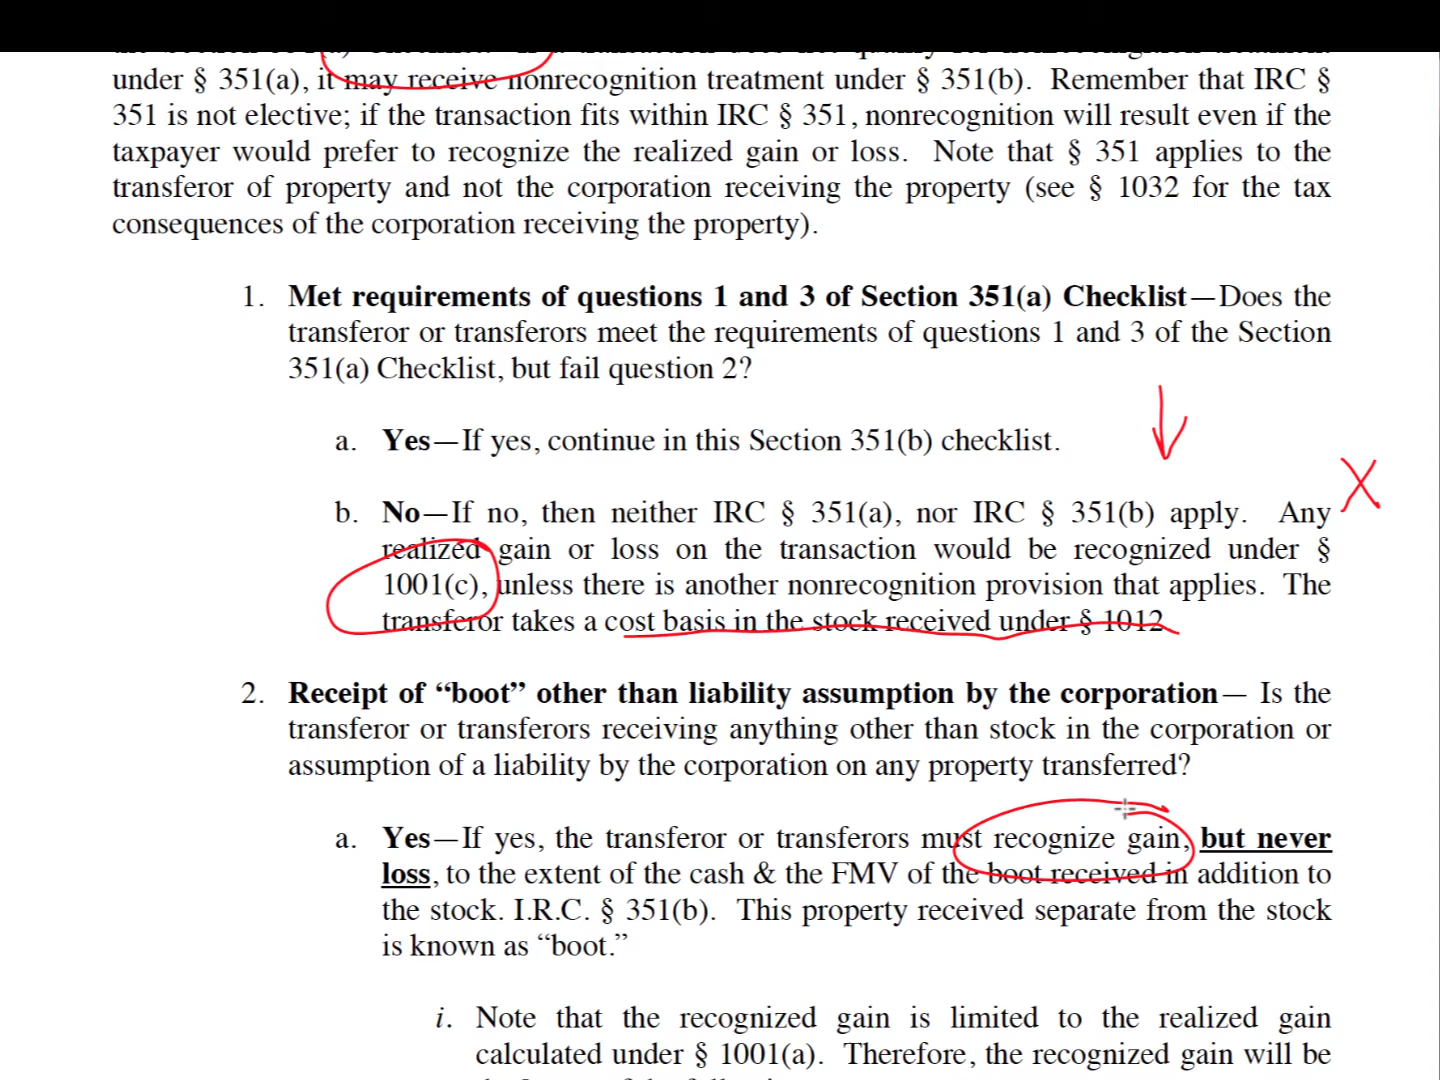 under § 351(a), it may receive nonrecognition treatment under § 351(b). Remember that IRC §
351 is not elective; if the transaction fits within IRC § 351, nonrecognition will result even if the
taxpayer would prefer to recognize the realized gain or loss. Note that § 351 applies to the
transferor of property and not the corporation receiving the property (see § 1032 for the tax
consequences of the corporation receiving the property).
1. Met requirements of questions 1 and 3 of Section 351(a) Checklist—Does the
transferor or transferors meet the requirements of questions 1 and 3 of the Section
351(a) Checklist, but fail question 2?
a. Yes—If yes, continue in this Section 351(b) checklist.
b. No—If no, then neither IRC § 351(a), nor IRC § 351(b) apply. Any
realized gain or loss on the transaction would be recognized under §
1001(c), unless there is another nonrecognition provision that applies. The
transferor takes a cost basis in the stock received under § 1012
2. Receipt of “boot” other than liability assumption by the corporation— Is the
transferor or transferors receiving anything other than stock in the corporation or
assumption of a liability by the corporation on any property transferred?
a. Yes—If yes, the transferor or transferors must recognize gain, but never
loss, to the extent of the cash & the FMV of the boot received in addition to
the stock. I.R.C. § 351(b). This property received separate from the stock
is known as “boot.”
i. Note that the recognized gain is limited to the realized gain
calculated under § 1001(a). Therefore, the recognized gain will be